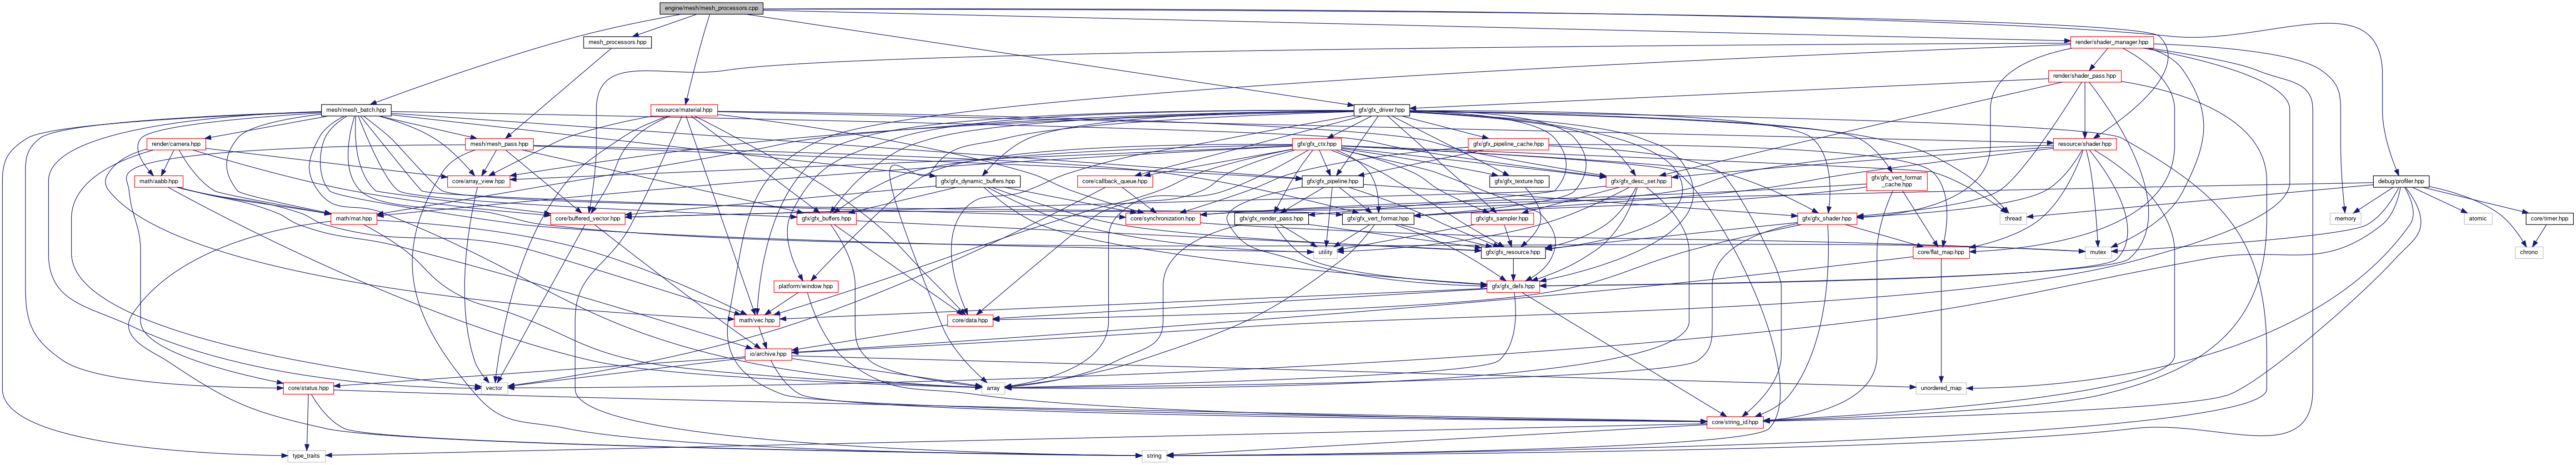 engine/mesh/mesh_processors.cpp
mesh_processors.hpp
render/shader_manager.hpp
render/shader_pass.hpp
mesh/mesh_batch.hpp
resource/material.hpp
gfx/gfx_driver.hpp
render/camera.hpp
mesh/mesh_pass.hpp
gfx/gfx_ctx.hpp
gfx/gfx_pipeline_cache.hpp
resource/shader.hpp
math/aabb.hpp
core/array_view.hpp
gfx/gfx_dynamic_buffers.hpp
core/callback_queue.hpp
gfx/gfx_pipeline.hpp
gfx/gfx_texture.hpp
gfx/gfx_desc_set.hpp
gfx/gfx_vert_format
_cache.hpp
debug/profiler.hpp
math/mat.hpp
core/buffered_vector.hpp
gfx/gfx_buffers.hpp
core/synchronization.hpp
gfx/gfx_render_pass.hpp
gfx/gfx_vert_format.hpp
gfx/gfx_sampler.hpp
gfx/gfx_shader.hpp
thread
memory
atomic
core/timer.hpp
utility
gfx/gfx_resource.hpp
core/flat_map.hpp
mutex
chrono
platform/window.hpp
gfx/gfx_defs.hpp
math/vec.hpp
core/data.hpp
io/archive.hpp
core/status.hpp
vector
array
unordered_map
core/string_id.hpp
type_traits
string